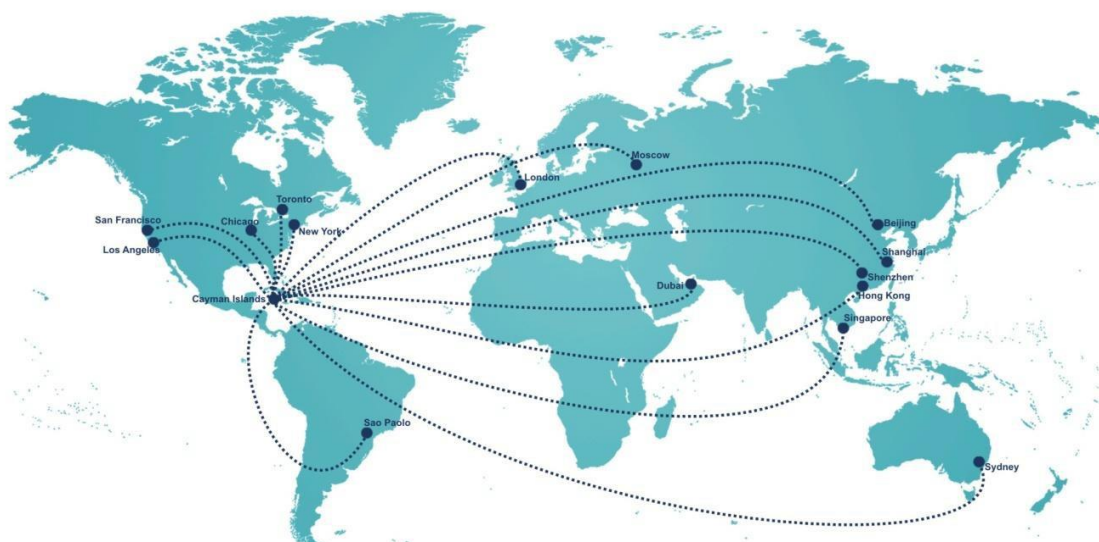 Moscow
London
Toronto
San Francisco
Chicago
Beijing
New York
Los Angeles
Shanghai
Shenzhen
Dubai
Hong Kong
Cayman Islands
Singapore
Sao Paolo
Sydney